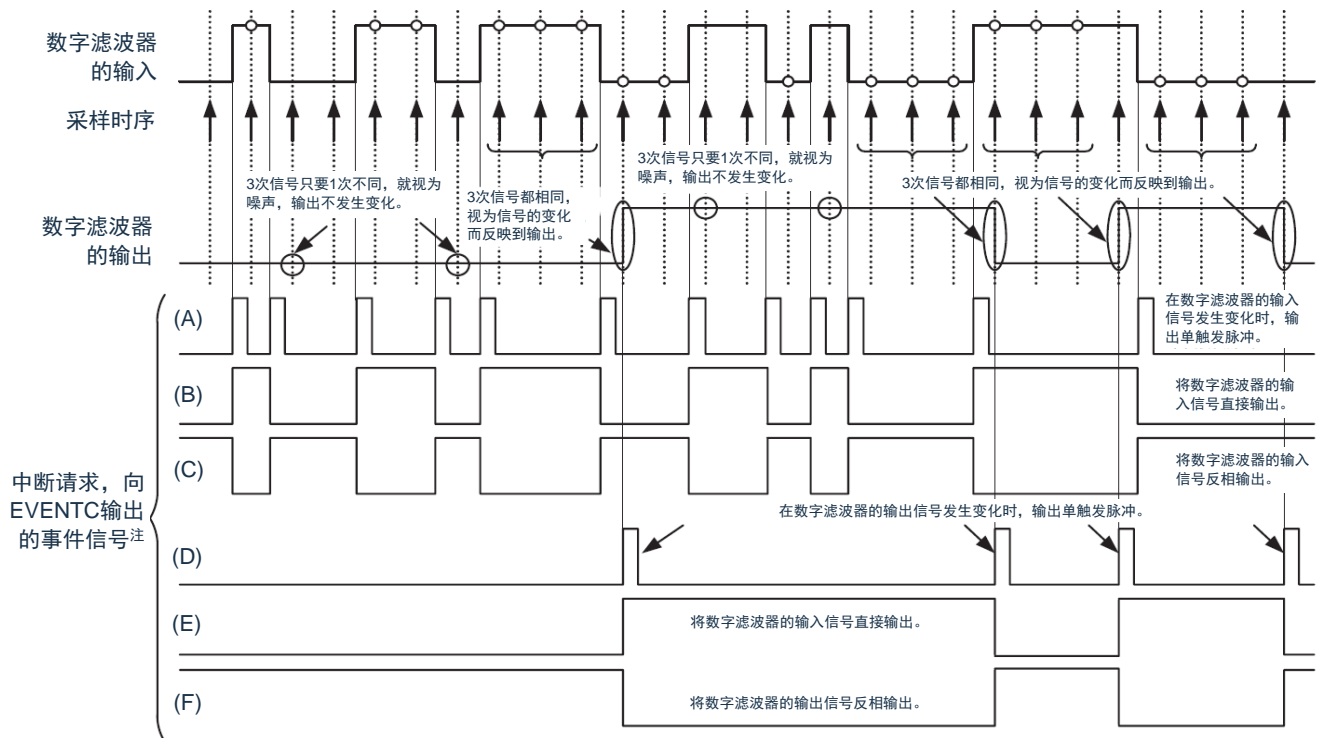 数字滤波器
的输入
采样时序
3次信号只要1次不同，就视为
噪声，输出不发生变化。
3次信号都相同，
视为信号的变化
而反映到输出。
3次信号只要1次不同，就视为
噪声，输出不发生变化。
3次信号都相同，视为信号的变化而反映到输出。
数字滤波器
的输出
中断请求，向
EVENTC输出
的事件信号注
(A)
在数字滤波器的输入
信号发生变化时，输
出单触发脉冲。
(B)
将数字滤波器的输
入信号直接输出。
(C)
将数字滤波器的输入
信号反相输出。
在数字滤波器的输出信号发生变化时，输出单触发脉冲。
(D)
(E)
将数字滤波器的输入信号直接输出。
(F)
将数字滤波器的输出信号反相输出。